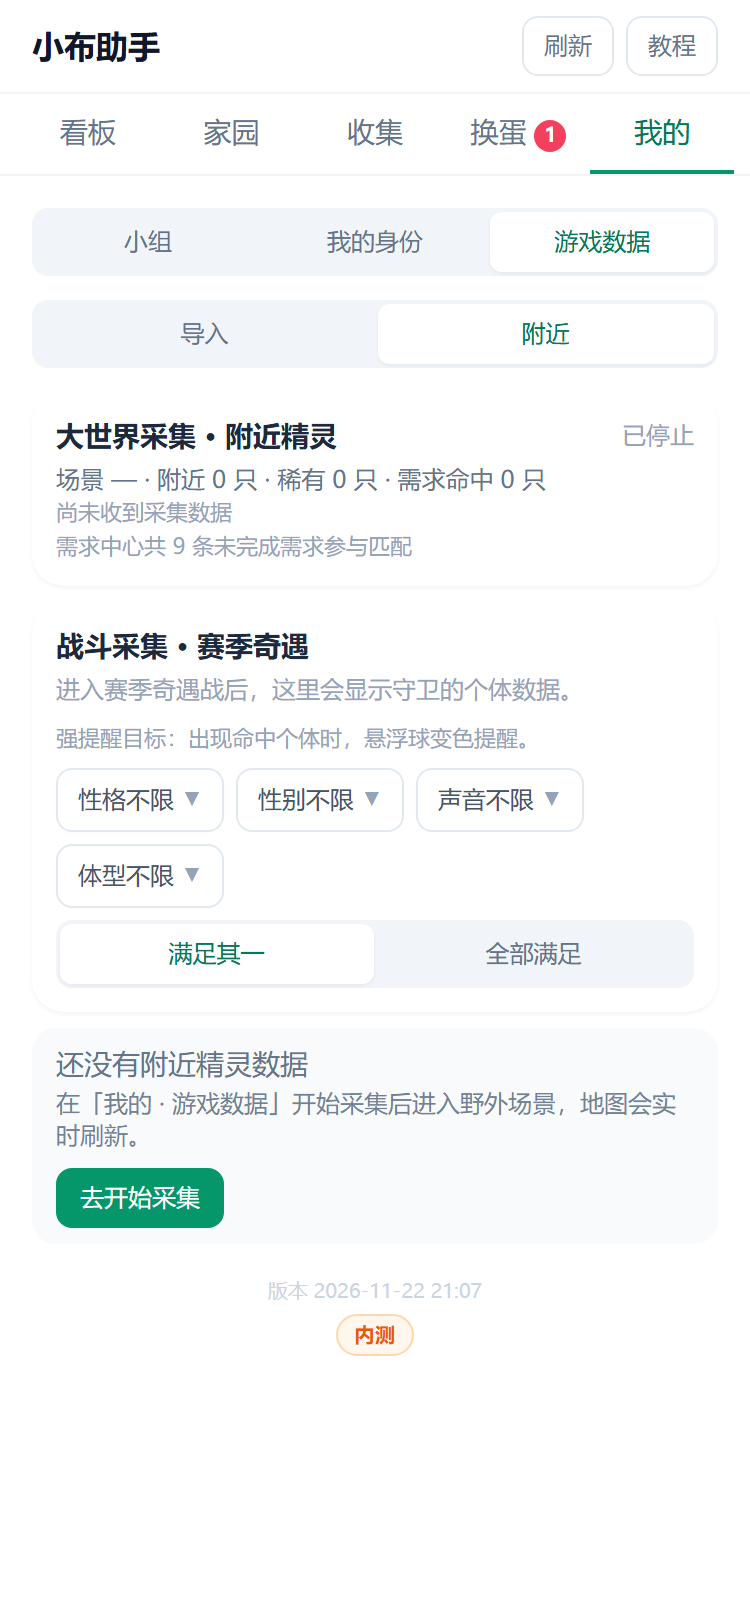 小布助手
刷新
教程
看板
家园
收集
换蛋
1
我的
小组
我的身份
游戏数据
导入
附近
大世界采集 · 附近精灵
已停止
场景 — · 附近 0 只 · 稀有 0 只 · 需求命中 0 只
尚未收到采集数据
需求中心共 9 条未完成需求参与匹配
战斗采集 · 赛季奇遇
进入赛季奇遇战后，这里会显示守卫的个体数据。
强提醒目标：出现命中个体时，悬浮球变色提醒。
性格不限 ▼
性别不限 ▼
声音不限 ▼
体型不限 ▼
满足其一
全部满足
还没有附近精灵数据
在「我的 · 游戏数据」开始采集后进入野外场景，地图会实
时刷新。
去开始采集
版本 2026-11-22 21:07
内测